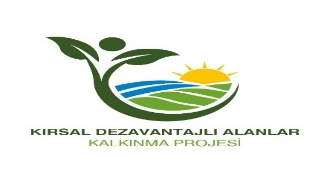 KIRSAL DEZAVANTAJLI ALANLAR
KALKINMA PROJESİ